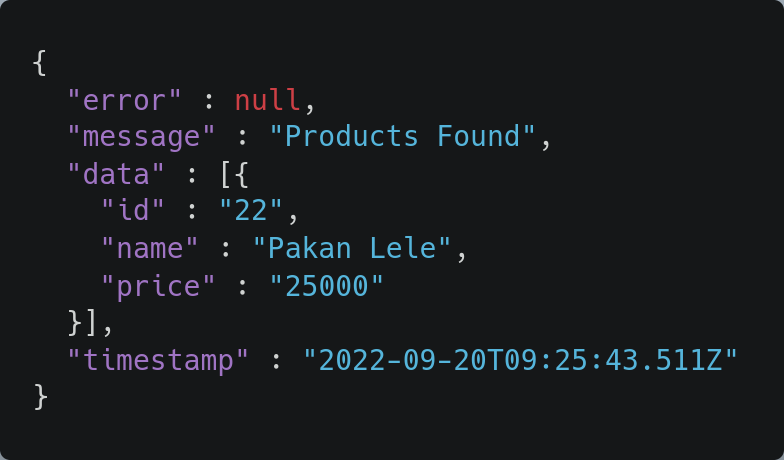 {
  "error" : null,
  "message" : "Products Found",
  "data" : [{
    "id" : "22",
    "name" : "Pakan Lele",
    "price" : "25000"
  }],
  "timestamp" : "2022-09-20T09:25:43.511Z"
}